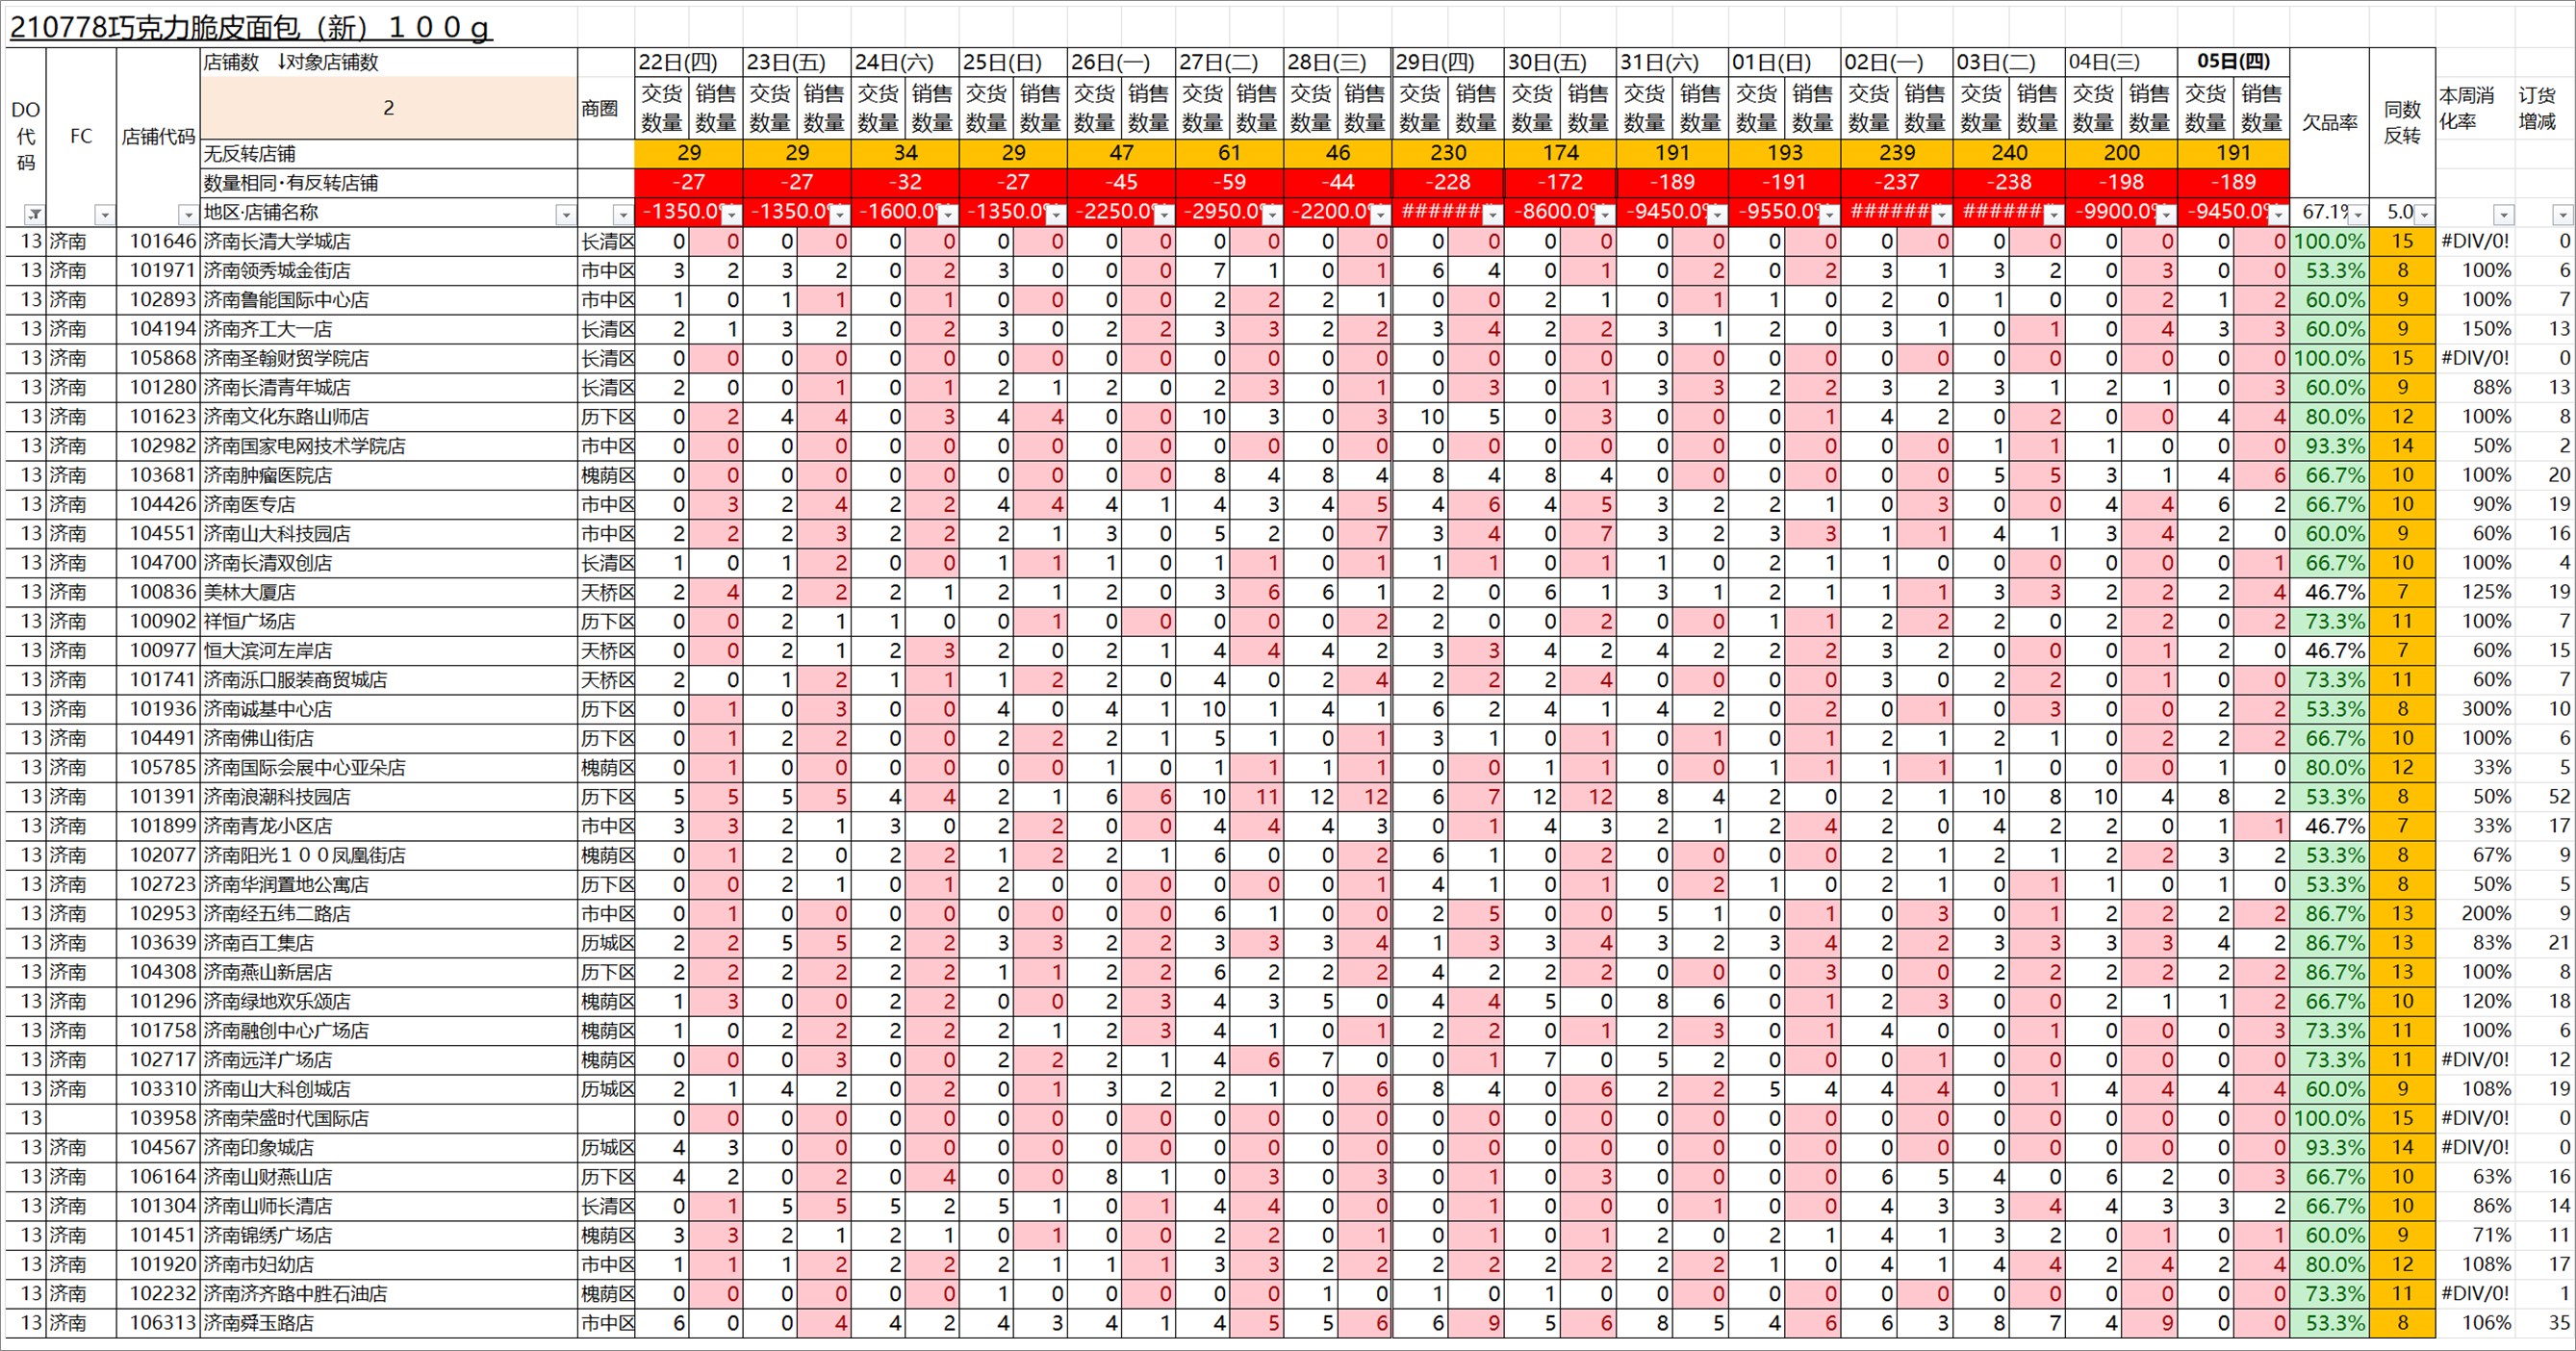 210778巧克力脆皮面包（新）１００ｇ
DO代码 FC 店铺代码 店铺数 ↓对象店铺数 商圈 22日(四) 23日(五) 24日(六) 25日(日) 26日(一) 27日(二) 28日(三) 29日(四) 30日(五) 31日(六) 01日(日) 02日(一) 03日(二) 04日(三) 05日(四) 欠品率 同数反转 本周消化率 订货增减
2 交货数量 销售数量 交货数量 销售数量 交货数量 销售数量 交货数量 销售数量 交货数量 销售数量 交货数量 销售数量 交货数量 销售数量 交货数量 销售数量 交货数量 销售数量 交货数量 销售数量 交货数量 销售数量 交货数量 销售数量 交货数量 销售数量 交货数量 销售数量 交货数量 销售数量
无反转店铺 29 29 34 29 47 61 46 230 174 191 193 239 240 200 191
数量相同·有反转店铺 -27 -27 -32 -27 -45 -59 -44 -228 -172 -189 -191 -237 -238 -198 -189
地区·店铺名称 -1350.0% -1350.0% -1600.0% -1350.0% -2250.0% -2950.0% -2200.0% ####### -8600.0% -9450.0% -9550.0% ####### ####### -9900.0% -9450.0% 67.1% 5.0
13 济南 101646 济南长清大学城店 长清区 0 0 0 0 0 0 0 0 0 0 0 0 0 0 0 0 0 0 0 0 0 0 0 0 0 0 0 0 0 0 100.0% 15 #DIV/0! 0
13 济南 101971 济南领秀城金街店 市中区 3 2 3 2 0 2 3 0 0 0 7 1 0 1 6 4 0 1 0 2 0 2 3 1 3 2 0 3 0 0 53.3% 8 100% 6
13 济南 102893 济南鲁能国际中心店 市中区 1 0 1 1 0 1 0 0 0 0 2 2 2 1 0 0 2 1 0 1 1 0 2 0 1 0 0 2 1 2 60.0% 9 100% 7
13 济南 104194 济南齐工大一店 长清区 2 1 3 2 0 2 3 0 2 2 3 3 2 2 3 4 2 2 3 1 2 0 3 1 0 1 0 4 3 3 60.0% 9 150% 13
13 济南 105868 济南圣翰财贸学院店 长清区 0 0 0 0 0 0 0 0 0 0 0 0 0 0 0 0 0 0 0 0 0 0 0 0 0 0 0 0 0 0 100.0% 15 #DIV/0! 0
13 济南 101280 济南长清青年城店 长清区 2 0 0 1 0 1 2 1 2 0 2 3 0 1 0 3 0 1 3 3 2 2 3 2 3 1 2 1 0 3 60.0% 9 88% 13
13 济南 101623 济南文化东路山师店 历下区 0 2 4 4 0 3 4 4 0 0 10 3 0 3 10 5 0 3 0 0 0 1 4 2 0 2 0 0 4 4 80.0% 12 100% 8
13 济南 102982 济南国家电网技术学院店 市中区 0 0 0 0 0 0 0 0 0 0 0 0 0 0 0 0 0 0 0 0 0 0 0 0 1 1 1 0 0 0 93.3% 14 50% 2
13 济南 103681 济南肿瘤医院店 槐荫区 0 0 0 0 0 0 0 0 0 0 8 4 8 4 8 4 8 4 0 0 0 0 0 0 5 5 3 1 4 6 66.7% 10 100% 20
13 济南 104426 济南医专店 市中区 0 3 2 4 2 2 4 4 4 1 4 3 4 5 4 6 4 5 3 2 2 1 0 3 0 0 4 4 6 2 66.7% 10 90% 19
13 济南 104551 济南山大科技园店 市中区 2 2 2 3 2 2 2 1 3 0 5 2 0 7 3 4 0 7 3 2 3 3 1 1 4 1 3 4 2 0 60.0% 9 60% 16
13 济南 104700 济南长清双创店 长清区 1 0 1 2 0 0 1 1 1 0 1 1 0 1 1 1 0 1 1 0 2 1 1 0 0 0 0 0 0 1 66.7% 10 100% 4
13 济南 100836 美林大厦店 天桥区 2 4 2 2 2 1 2 1 2 0 3 6 6 1 2 0 6 1 3 1 2 1 1 1 3 3 2 2 2 4 46.7% 7 125% 19
13 济南 100902 祥恒广场店 历下区 0 0 2 1 1 0 0 1 0 0 0 0 0 2 2 0 0 2 0 0 1 1 2 2 2 0 2 2 0 2 73.3% 11 100% 7
13 济南 100977 恒大滨河左岸店 天桥区 0 0 2 1 2 3 2 0 2 1 4 4 4 2 3 3 4 2 4 2 2 2 3 2 0 0 0 1 2 0 46.7% 7 60% 15
13 济南 101741 济南泺口服装商贸城店 天桥区 2 0 1 2 1 1 1 2 2 0 4 0 2 4 2 2 2 4 0 0 0 0 3 0 2 2 0 1 0 0 73.3% 11 60% 7
13 济南 101936 济南诚基中心店 历下区 0 1 0 3 0 0 4 0 4 1 10 1 4 1 6 2 4 1 4 2 0 2 0 1 0 3 0 0 2 2 53.3% 8 300% 10
13 济南 104491 济南佛山街店 历下区 0 1 2 2 0 0 2 2 2 1 5 1 0 1 3 1 0 1 0 1 0 1 2 1 2 1 0 2 2 2 66.7% 10 100% 6
13 济南 105785 济南国际会展中心亚朵店 槐荫区 0 1 0 0 0 0 0 0 1 0 1 1 1 1 0 0 1 1 0 0 1 1 1 1 1 0 0 0 1 0 80.0% 12 33% 5
13 济南 101391 济南浪潮科技园店 历下区 5 5 5 5 4 4 2 1 6 6 10 11 12 12 6 7 12 12 8 4 2 0 2 1 10 8 10 4 8 2 53.3% 8 50% 52
13 济南 101899 济南青龙小区店 市中区 3 3 2 1 3 0 2 2 0 0 4 4 4 3 0 1 4 3 2 1 2 4 2 0 4 2 2 0 1 1 46.7% 7 33% 17
13 济南 102077 济南阳光１００凤凰街店 槐荫区 0 1 2 0 2 2 1 2 2 1 6 0 0 2 6 1 0 2 0 0 0 0 2 1 2 1 2 2 3 2 53.3% 8 67% 9
13 济南 102723 济南华润置地公寓店 历下区 0 0 2 1 0 1 2 0 0 0 0 0 0 1 4 1 0 1 0 2 1 0 2 1 0 1 1 0 1 0 53.3% 8 50% 5
13 济南 102953 济南经五纬二路店 市中区 0 1 0 0 0 0 0 0 0 0 6 1 0 0 2 5 0 0 5 1 0 1 0 3 0 1 2 2 2 2 86.7% 13 200% 9
13 济南 103639 济南百工集店 历城区 2 2 5 5 2 2 3 3 2 2 3 3 3 4 1 3 3 4 3 2 3 4 2 2 3 3 3 3 4 2 86.7% 13 83% 21
13 济南 104308 济南燕山新居店 历下区 2 2 2 2 2 2 1 1 2 2 6 2 2 2 4 2 2 2 0 0 0 3 0 0 2 2 2 2 2 2 86.7% 13 100% 8
13 济南 101296 济南绿地欢乐颂店 槐荫区 1 3 0 0 2 2 0 0 2 3 4 3 5 0 4 4 5 0 8 6 0 1 2 3 0 0 2 1 1 2 66.7% 10 120% 18
13 济南 101758 济南融创中心广场店 槐荫区 1 0 2 2 2 2 2 1 2 3 4 1 0 1 2 2 0 1 2 3 0 1 4 0 0 1 0 0 0 3 73.3% 11 100% 6
13 济南 102717 济南远洋广场店 槐荫区 0 0 0 3 0 0 2 2 2 1 4 6 7 0 0 1 7 0 5 2 0 0 0 1 0 0 0 0 0 0 73.3% 11 #DIV/0! 12
13 济南 103310 济南山大科创城店 历城区 2 1 4 2 0 2 0 1 3 2 2 1 0 6 8 4 0 6 2 2 5 4 4 4 0 1 4 4 4 4 60.0% 9 108% 19
13 103958 济南荣盛时代国际店 0 0 0 0 0 0 0 0 0 0 0 0 0 0 0 0 0 0 0 0 0 0 0 0 0 0 0 0 0 0 100.0% 15 #DIV/0! 0
13 济南 104567 济南印象城店 历城区 4 3 0 0 0 0 0 0 0 0 0 0 0 0 0 0 0 0 0 0 0 0 0 0 0 0 0 0 0 0 93.3% 14 #DIV/0! 0
13 济南 106164 济南山财燕山店 历下区 4 2 0 2 0 4 0 0 8 1 0 3 0 3 0 1 0 3 0 0 0 0 6 5 4 0 6 2 0 3 66.7% 10 63% 16
13 济南 101304 济南山师长清店 长清区 0 1 5 5 5 2 5 1 0 1 4 4 0 0 0 1 0 0 0 1 0 0 4 3 3 4 4 3 3 2 66.7% 10 86% 14
13 济南 101451 济南锦绣广场店 槐荫区 3 3 2 1 2 1 0 1 0 0 2 2 0 1 0 1 0 1 2 0 2 1 4 1 3 2 0 1 0 1 60.0% 9 71% 11
13 济南 101920 济南市妇幼店 市中区 1 1 1 2 2 2 2 1 1 1 3 3 2 2 2 2 2 2 2 2 1 0 4 1 4 4 2 4 2 4 80.0% 12 108% 17
13 济南 102232 济南济齐路中胜石油店 槐荫区 0 0 0 0 0 0 1 0 0 0 0 0 1 0 1 0 1 0 0 0 0 0 0 0 0 0 0 0 0 0 73.3% 11 #DIV/0! 1
13 济南 106313 济南舜玉路店 市中区 6 0 0 4 4 2 4 3 4 1 4 5 5 6 6 9 5 6 8 5 4 6 6 3 8 7 4 9 0 0 53.3% 8 106% 35